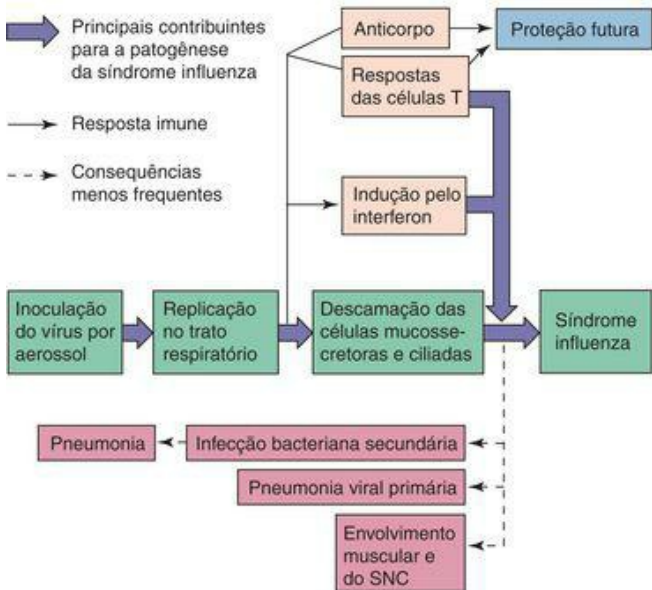 Principais contribuintes
para a patogênese
da síndrome influenza
Resposta imune
Consequências
menos frequentes
Anticorpo
Proteção futura
Respostas
das células T
Indução pelo
interferon
Inoculação
do vírus por
aerossol
Replicação
no trato
respiratório
Descamação das
células mucosse-
cretoras e ciliadas
Síndrome
influenza
Pneumonia
Infecção bacteriana secundária
Pneumonia viral primária
Envolvimento
muscular e
do SNC